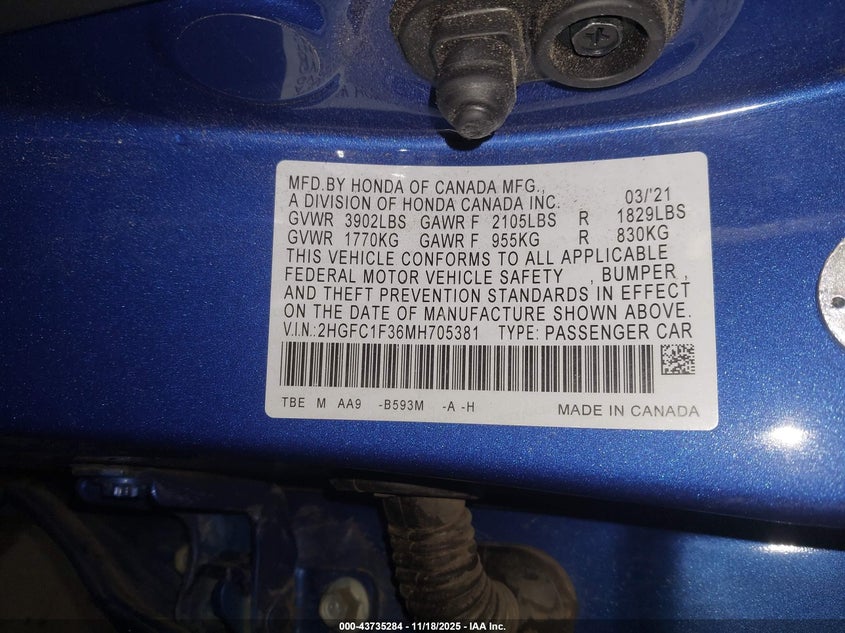 MFD.BY HONDA OF CANADA MFG.,
A DIVISION OF HONDA CANADA INC. 03/'21
GVWR 3902LBS GAWR F 2105LBS R 1829LBS
GVWR 1770KG GAWR F 955KG R 830KG
THIS VEHICLE CONFORMS TO ALL APPLICABLE
FEDERAL MOTOR VEHICLE SAFETY , BUMPER ,
AND THEFT PREVENTION STANDARDS IN EFFECT
ON THE DATE OF MANUFACTURE SHOWN ABOVE.
V.I.N.:2HGFC1F36MH705381 TYPE: PASSENGER CAR
TBE M AA9 -B593M -A -H MADE IN CANADA
000-43735284 - 11/18/2025 - IAA Inc.